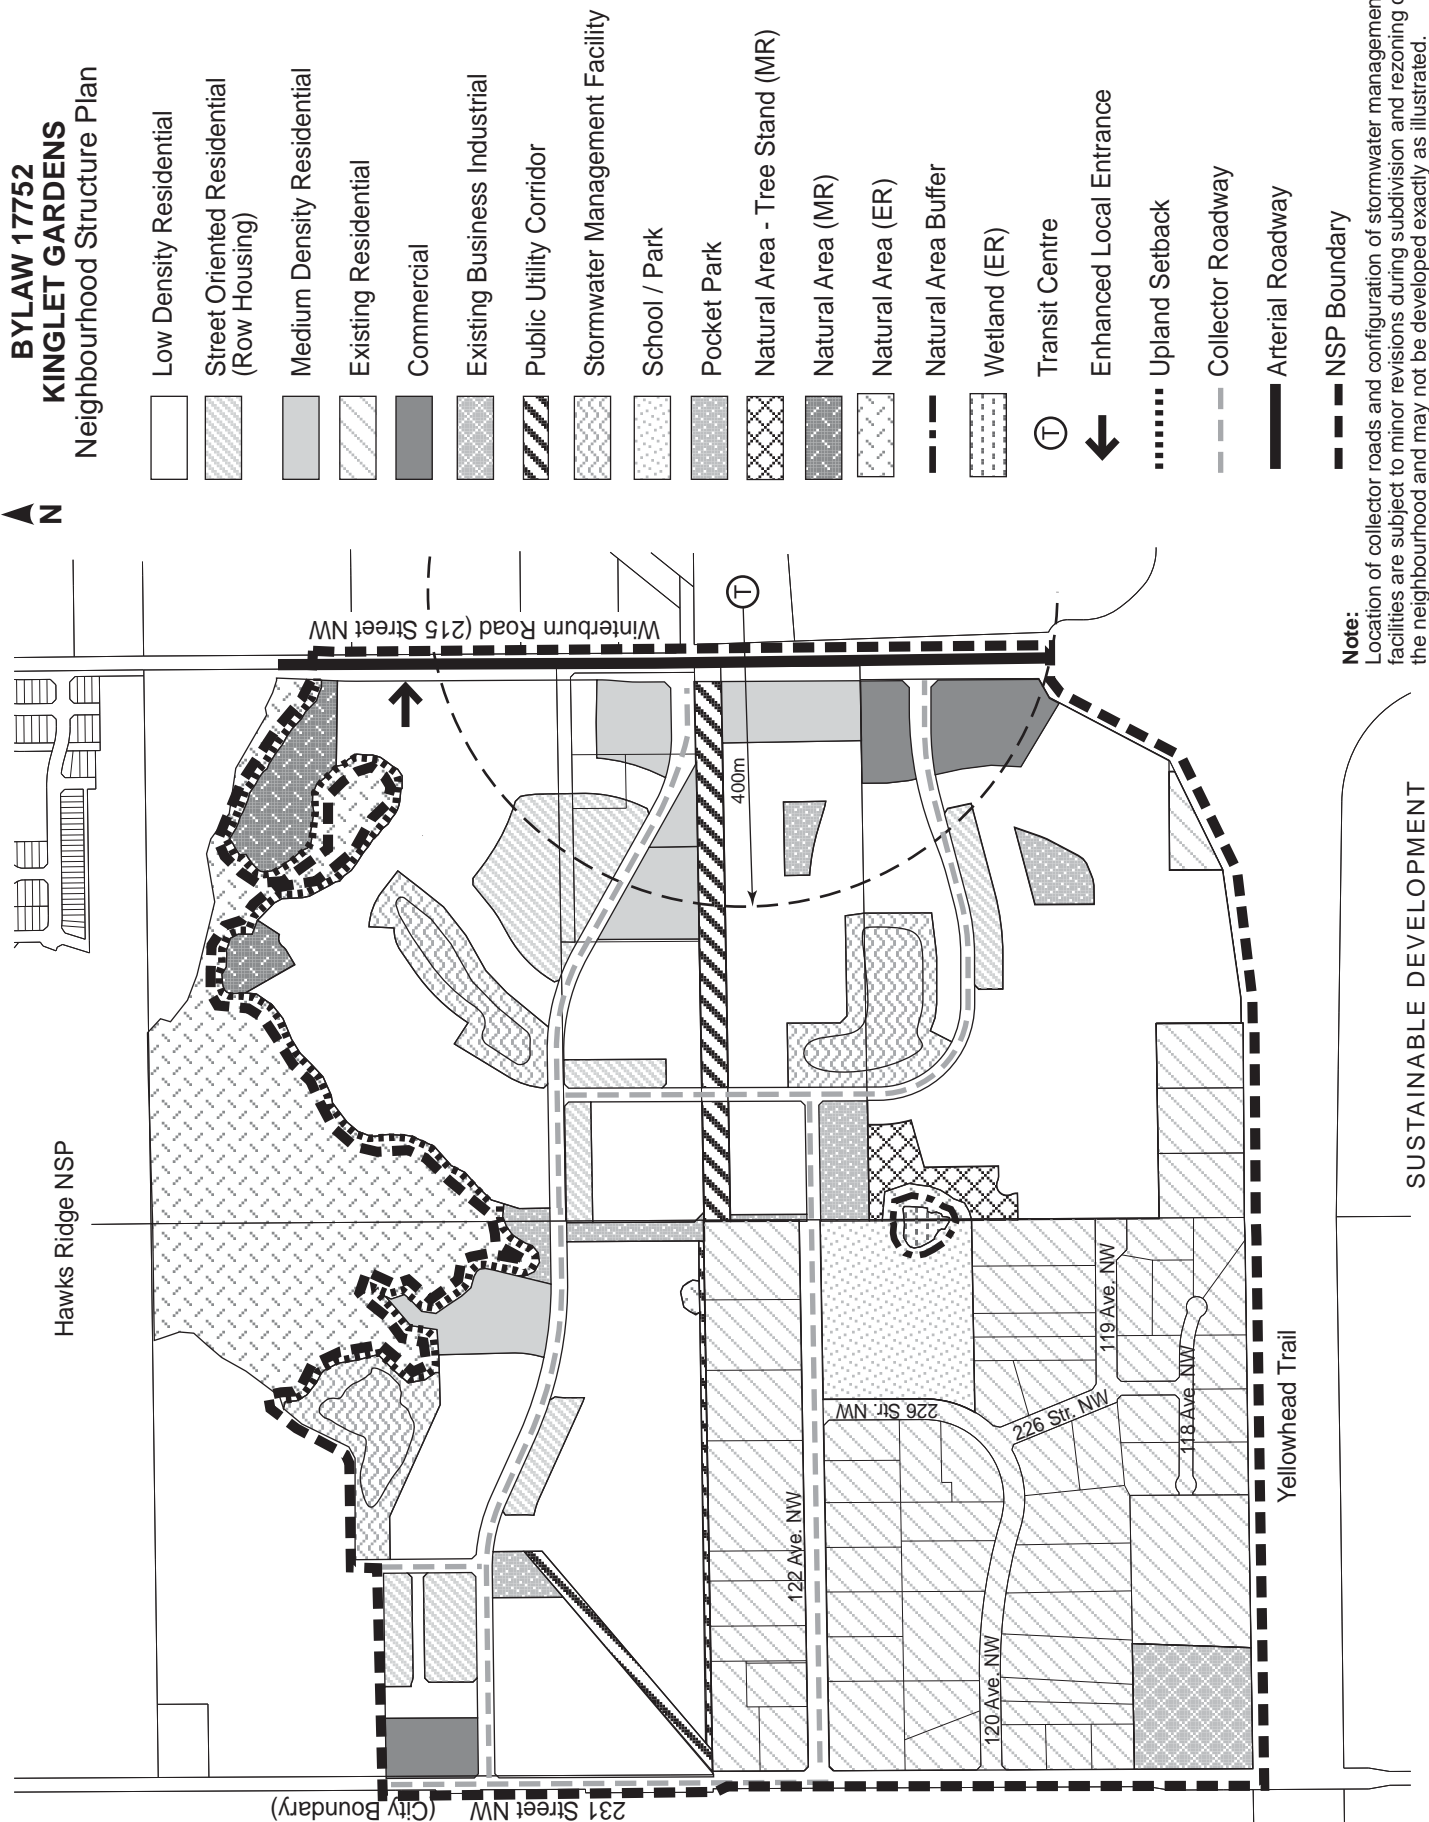 BYLAW 17752
KINGLET GARDENS
Neighbourhood Structure Plan
N
Low Density Residential
Street Oriented Residential
(Row Housing)
Medium Density Residential
Existing Residential
Commercial
Existing Business Industrial
Public Utility Corridor
Stormwater Management Facility
School / Park
Pocket Park
Natural Area - Tree Stand (MR)
Natural Area (MR)
Natural Area (ER)
Natural Area Buffer
Wetland (ER)
T
Transit Centre
Enhanced Local Entrance
Upland Setback
Collector Roadway
Arterial Roadway
NSP Boundary
Note:
Location of collector roads and configuration of stormwater management
facilities are subject to minor revisions during subdivision and rezoning
the neighbourhood and may not be developed exactly as illustrated.
Hawks Ridge NSP
Winterburn Road (215 Street NW)
T
400m
231 Street NW
(City Boundary)
122 Ave. NW
226 Str. NW
226 Str. NW
119 Ave. NW
118 Ave. NW
120 Ave. NW
Yellowhead Trail
SUSTAINABLE DEVELOPMENT